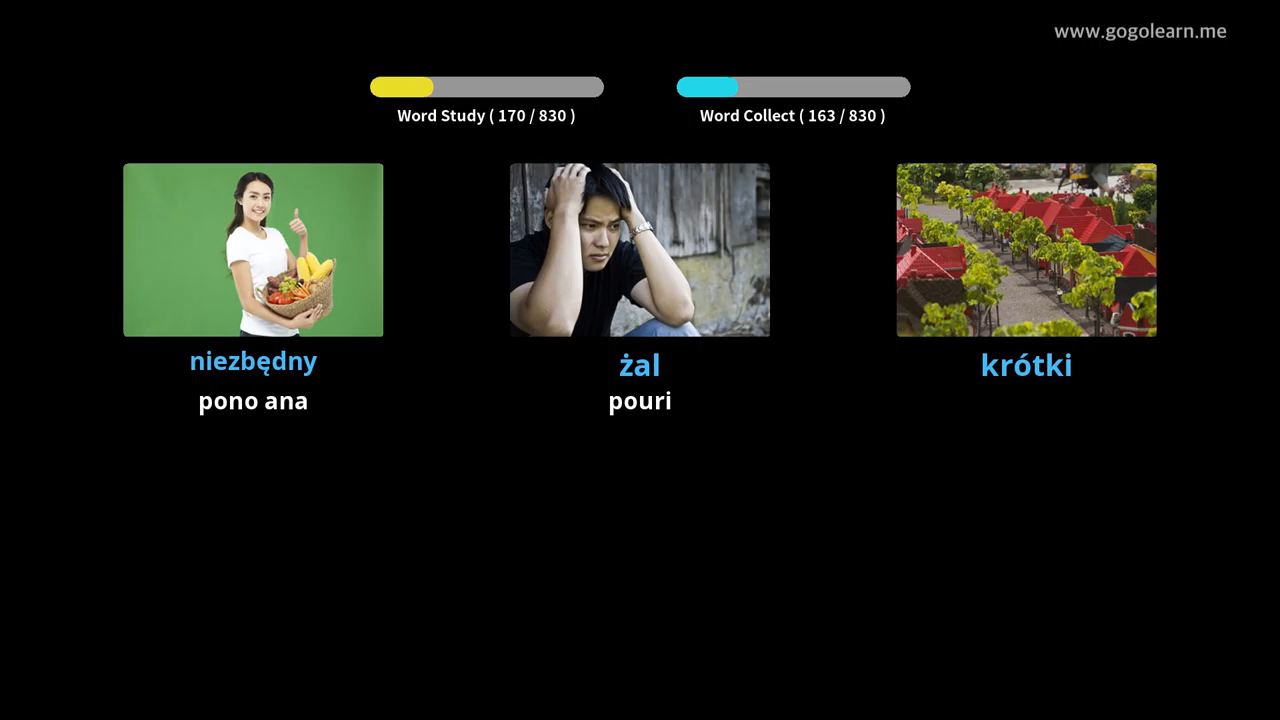 www.gogolearn.me
Word Study ( 170 / 830 )
Word Collect ( 163 / 830 )
niezbędny
żal
krótki
pono ana
pouri